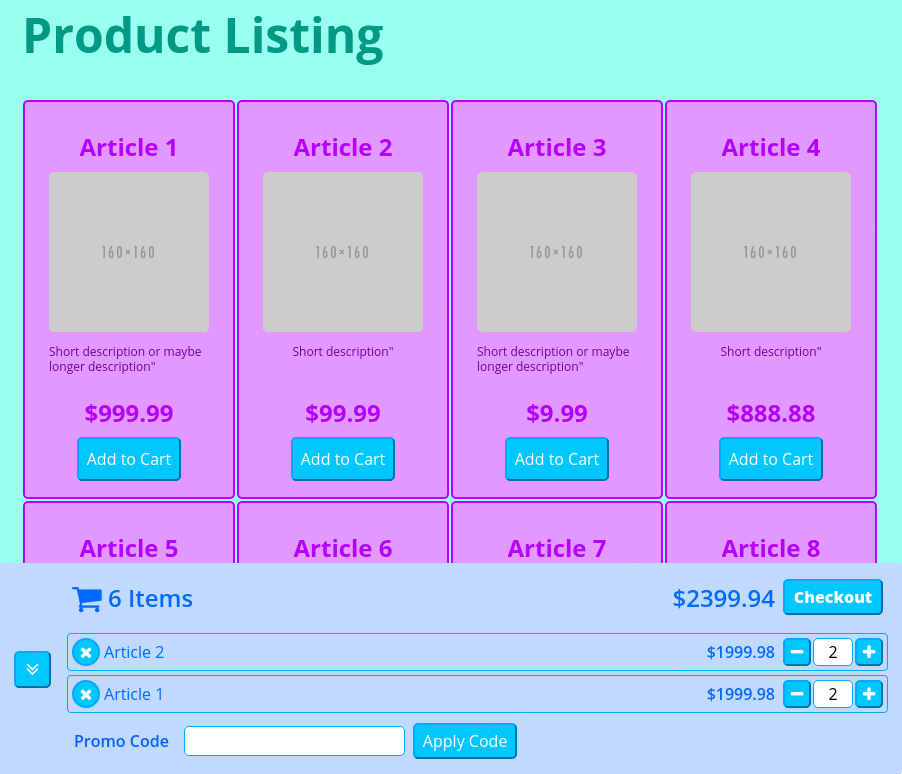 Product Listing
Article 1 Article 2 Article 3 Article 4
160×160 160×160 160×160 160×160
Short description or maybe longer description" Short description" Short description or maybe longer description" Short description"
$999.99 $99.99 $9.99 $888.88
Add to Cart Add to Cart Add to Cart Add to Cart
Article 5 Article 6 Article 7 Article 8
6 Items $2399.94 Checkout
Article 2 $1999.98 2
Article 1 $1999.98 2
Promo Code Apply Code